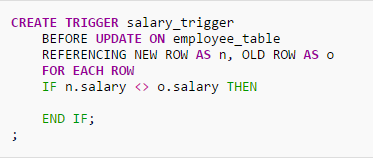 CREATE TRIGGER salary_trigger
    BEFORE UPDATE ON employee_table
    REFERENCING NEW ROW AS n, OLD ROW AS o
    FOR EACH ROW
    IF n.salary <> o.salary THEN

    END IF;
;